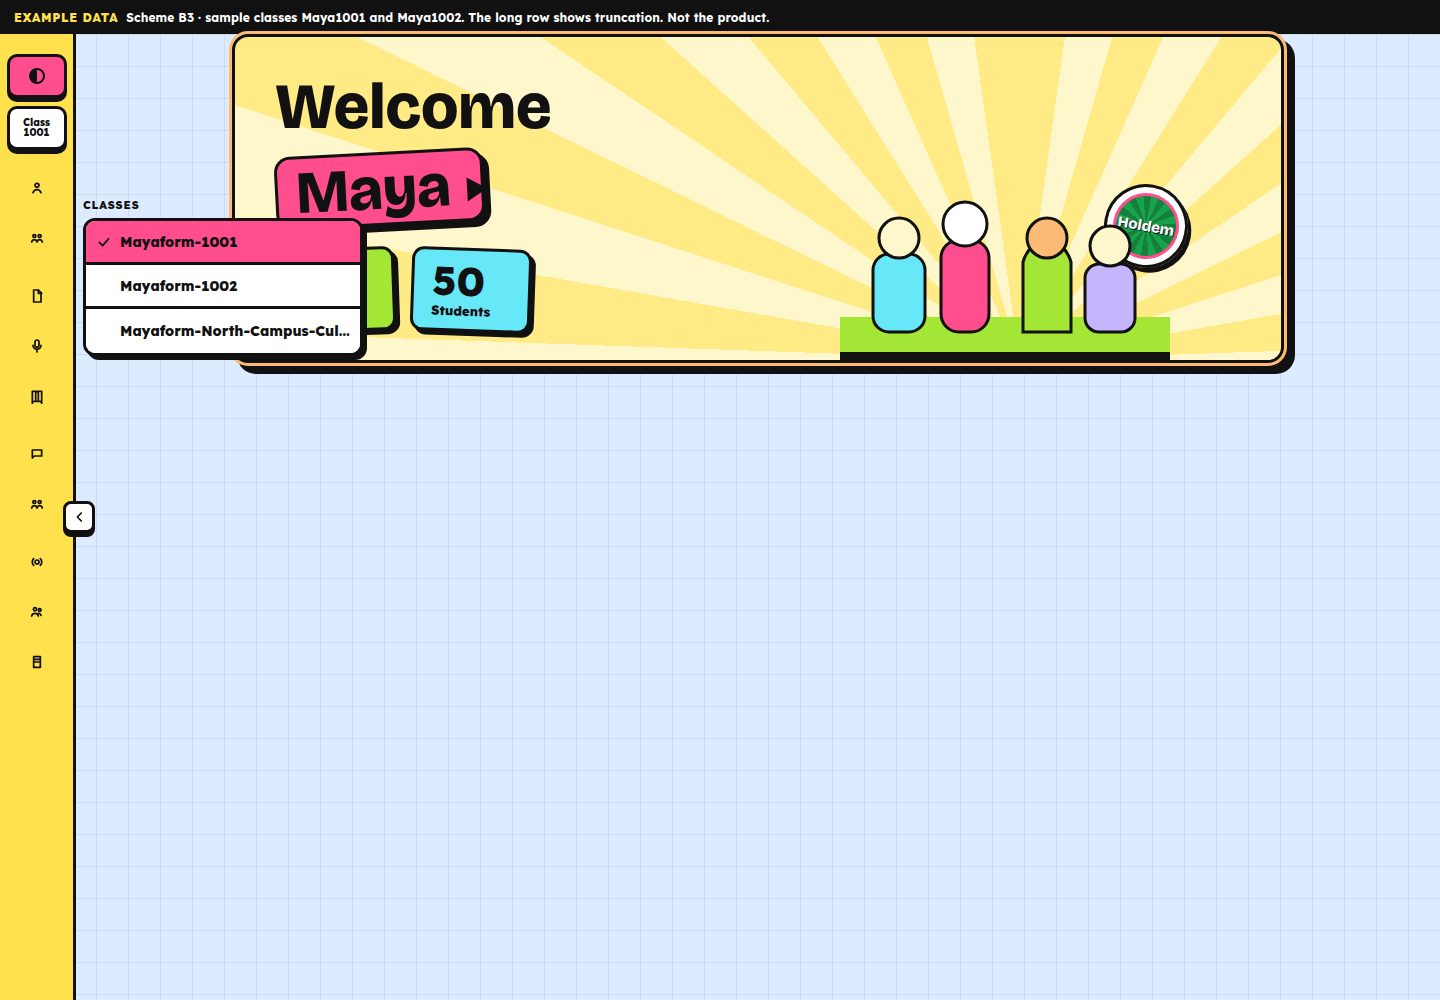 EXAMPLE DATA Scheme B3 · sample classes Maya1001 and Maya1002. The long row shows truncation. Not the product.
Class
1001
Welcome
Maya
CLASSES
Mayaform-1001
Mayaform-1002
Mayaform-North-Campus-Cul...
50
Students
Holdem